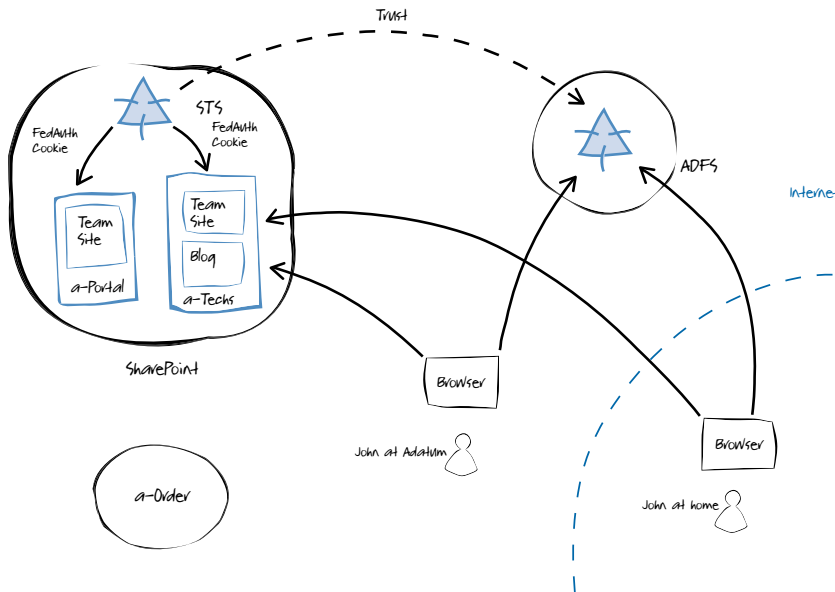 Trust
STS
FedAuth
Cookie
FedAuth
Cookie
ADFS
Interne
Team
Site
Team
Site
Blog
a-Portal
a-Techs
SharePoint
Browser
Browser
John at Adatum
a-Order
John at home